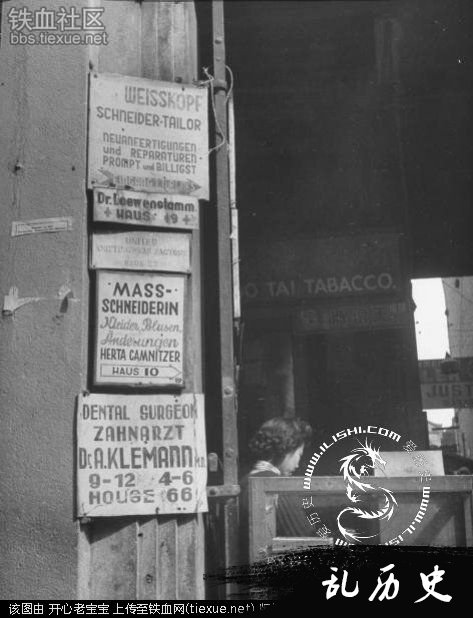 铁血社区
bbs.tiexue.net
WEISSKOPF
SCHNEIDER-TAILOR
NEUANFERTIGUNGEN
und REPARATUREN
PROMPT und BILLIGST
Dr. Loewenstamm
+ HAUS 19 +
UNITED
MASS-
SCHNEIDERIN
Kleider, Blusen,
Änderungen
HERTA CAMNITZER
HAUS 10
DENTAL SURGEON
ZAHNARZT
Dr. A. KLEMANN M.D.
9-12 4-6
HOUSE 66
O TAI TABACCO.
JUS
www.ilishi.com
乱历史
该图由 开心老宝宝 上传至铁血网(tiexue.net)